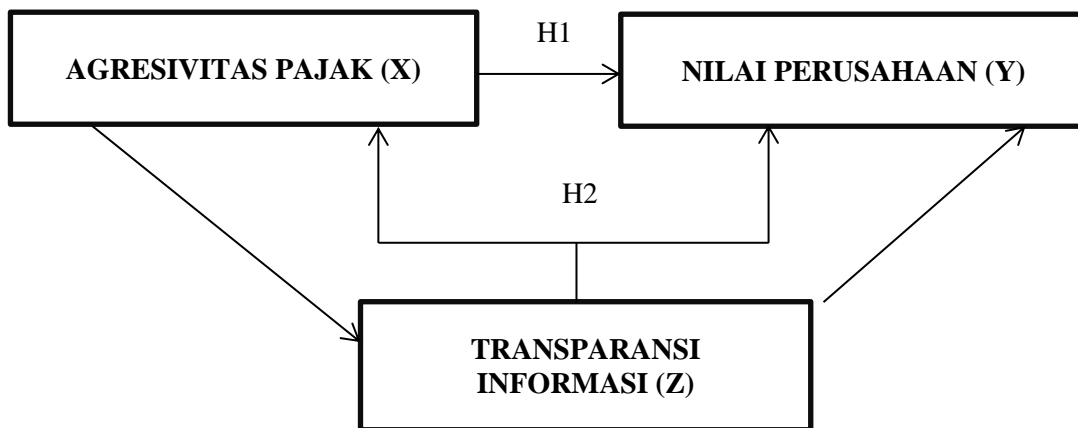 H1
AGRESIVITAS PAJAK (X)
NILAI PERUSAHAAN (Y)
H2
TRANSPARANSI
INFORMASI (Z)